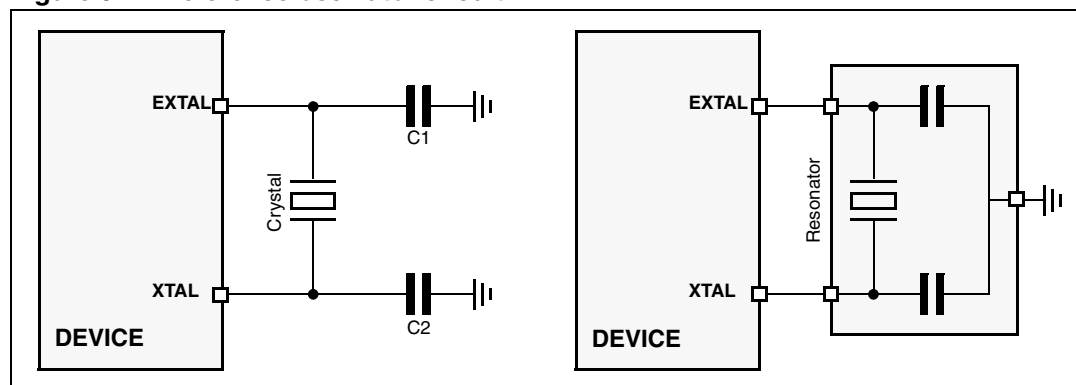 EXTAL
C1
Crystal
XTAL
C2
DEVICE
EXTAL
Resonator
XTAL
DEVICE